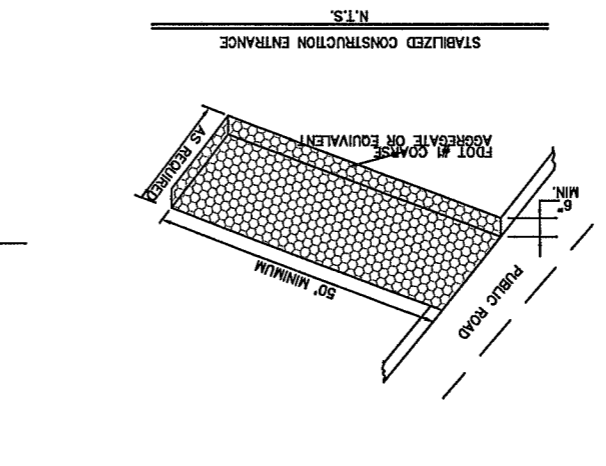 PUBLIC ROAD
50' MINIMUM
6"
MIN.
AS REQUIRED
FDOT #1 COARSE
AGGREGATE OR EQUIVALENT
STABILIZED CONSTRUCTION ENTRANCE
N.T.S.